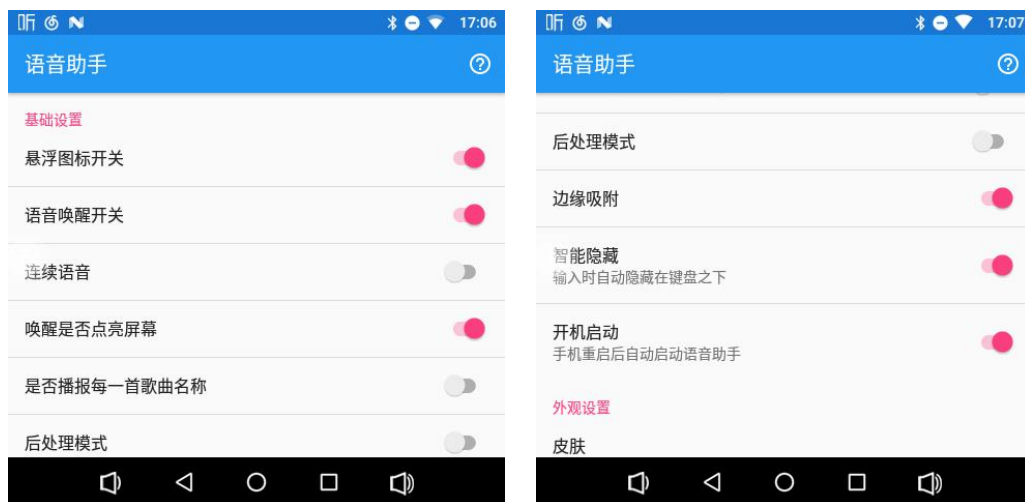 听 17:06
语音助手
基础设置
悬浮图标开关
语音唤醒开关
连续语音
唤醒是否点亮屏幕
是否播报每一首歌曲名称
后处理模式
听 17:07
语音助手
后处理模式
边缘吸附
智能隐藏
输入时自动隐藏在键盘之下
开机启动
手机重启后自动启动语音助手
外观设置
皮肤